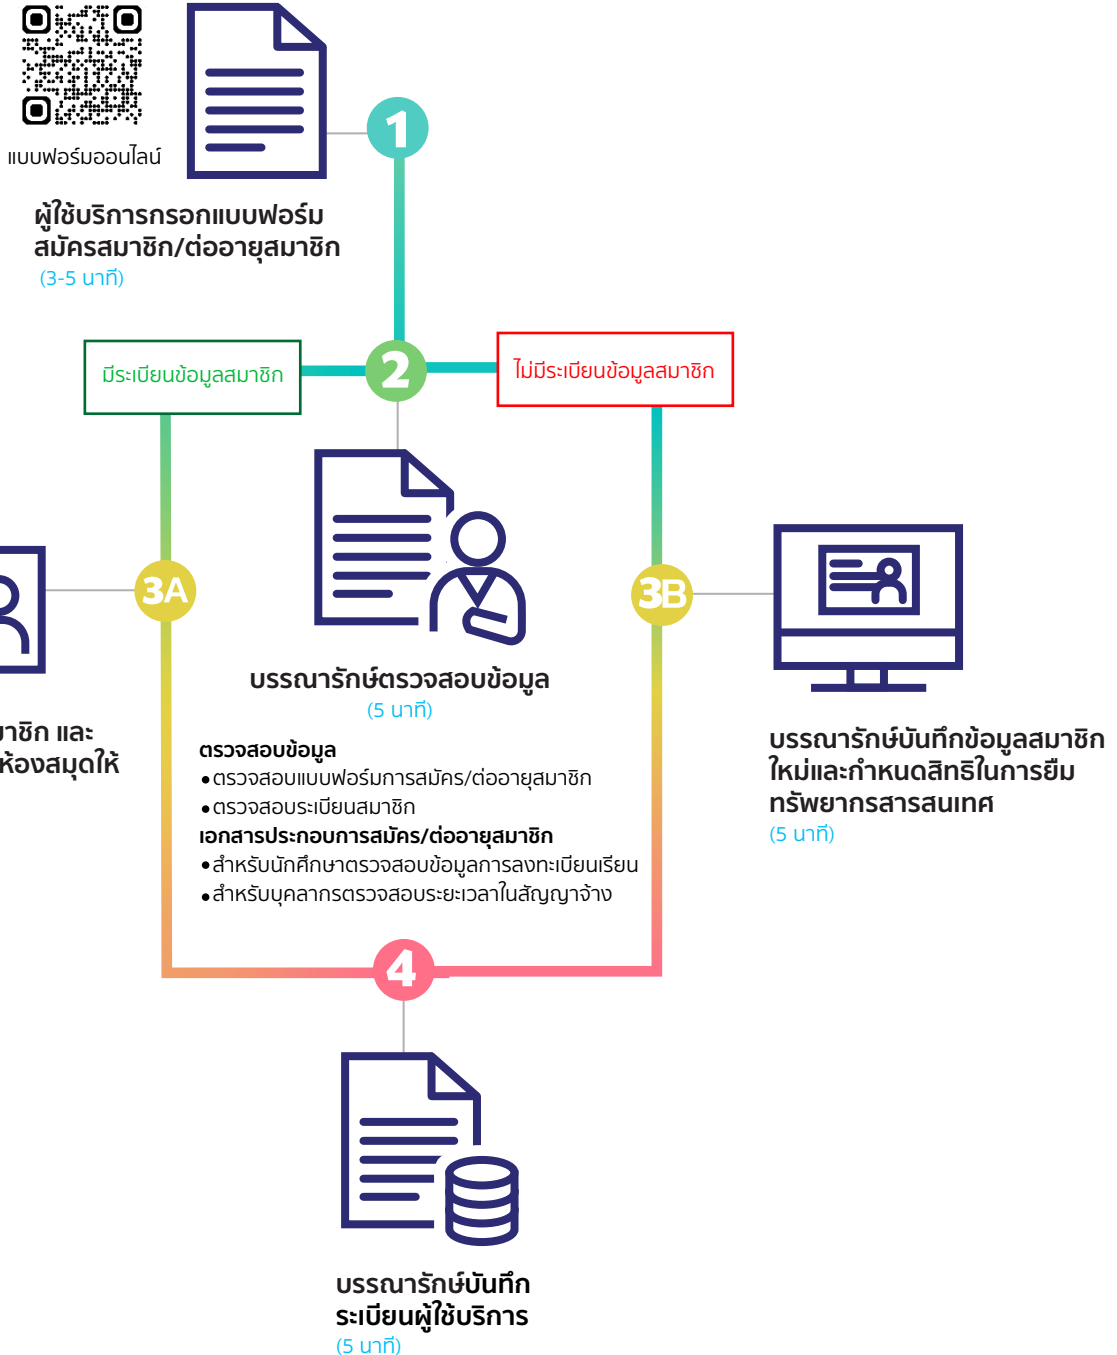 แบบฟอร์มออนไลน์
1
ผู้ใช้บริการกรอกแบบฟอร์ม
สมัครสมาชิก/ต่ออายุสมาชิก
(3-5 นาที)
มีระเบียนข้อมูลสมาชิก
2
ไม่มีระเบียนข้อมูลสมาชิก
3A
3B
บรรณารักษ์ตรวจสอบข้อมูล
(5 นาที)
มาชิก และ
ห้องสมุดให้
ตรวจสอบข้อมูล
•ตรวจสอบแบบฟอร์มการสมัคร/ต่ออายุสมาชิก
•ตรวจสอบระเบียนสมาชิก
เอกสารประกอบการสมัคร/ต่ออายุสมาชิก
•สำหรับนักศึกษาตรวจสอบข้อมูลการลงทะเบียนเรียน
•สำหรับบุคลากรตรวจสอบระยะเวลาในสัญญาจ้าง
บรรณารักษ์บันทึกข้อมูลสมาชิก
ใหม่และกำหนดสิทธิในการยืม
ทรัพยากรสารสนเทศ
(5 นาที)
4
บรรณารักษ์บันทึก
ระเบียนผู้ใช้บริการ
(5 นาที)